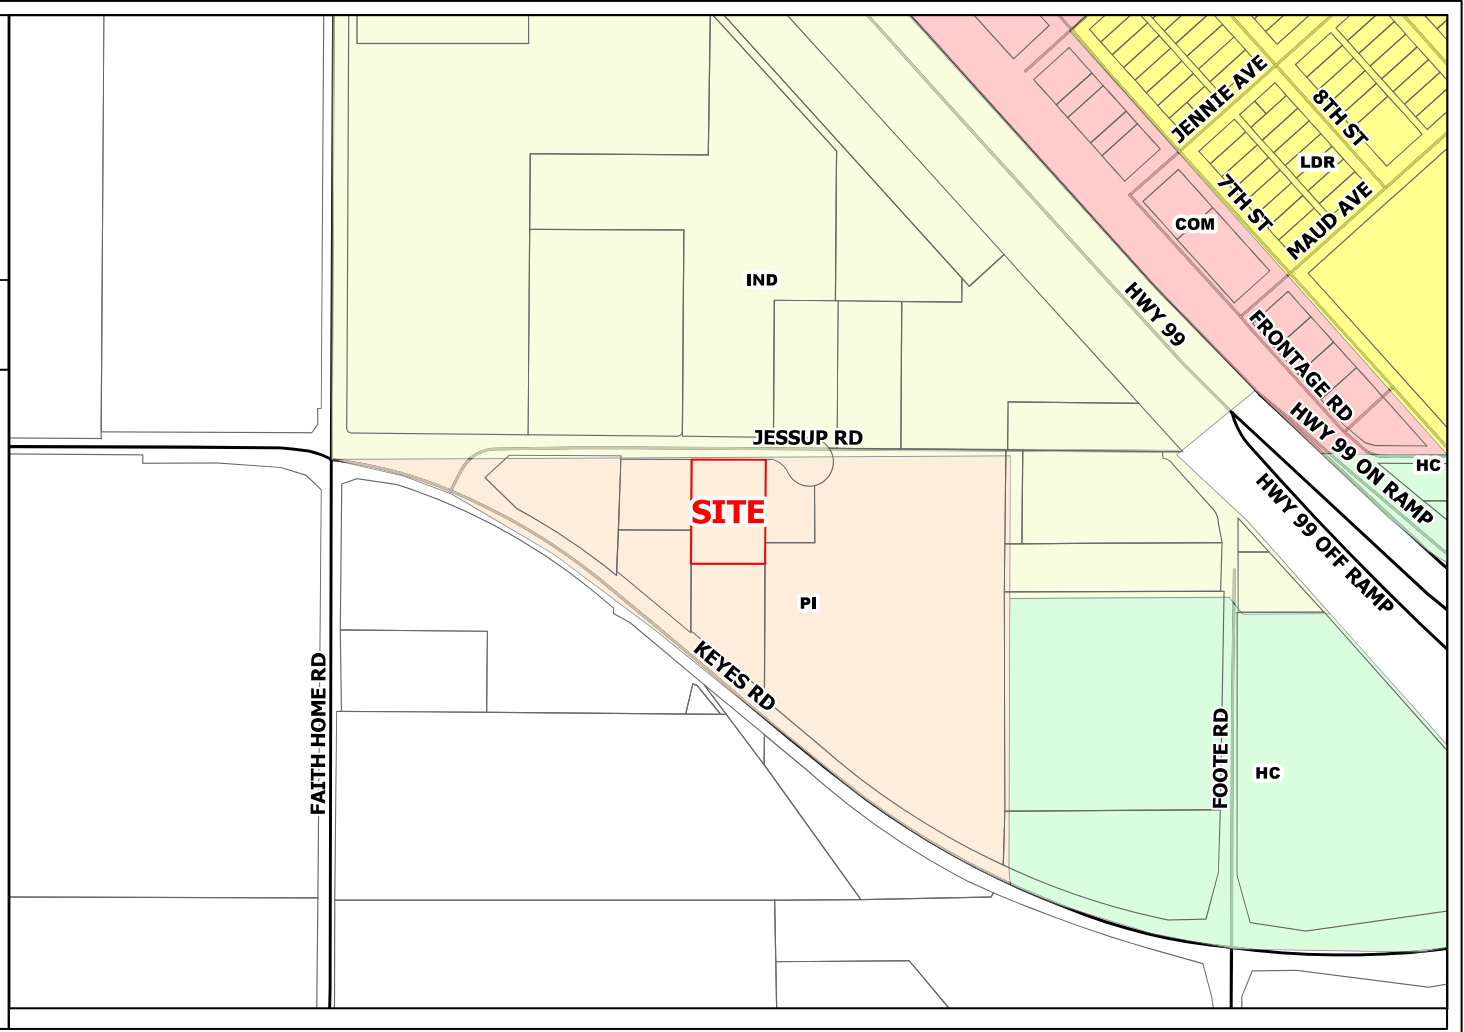 JENNIE AVE
8TH ST
LDR
7TH ST
MAUD AVE
COM
IND
HWY 99
FRONTAGE RD
JESSUP RD
HWY 99 ON RAMP
HC
HWY 99 OFF RAMP
SITE
PI
KEYES RD
FAITH HOME RD
FOOTE RD
HC